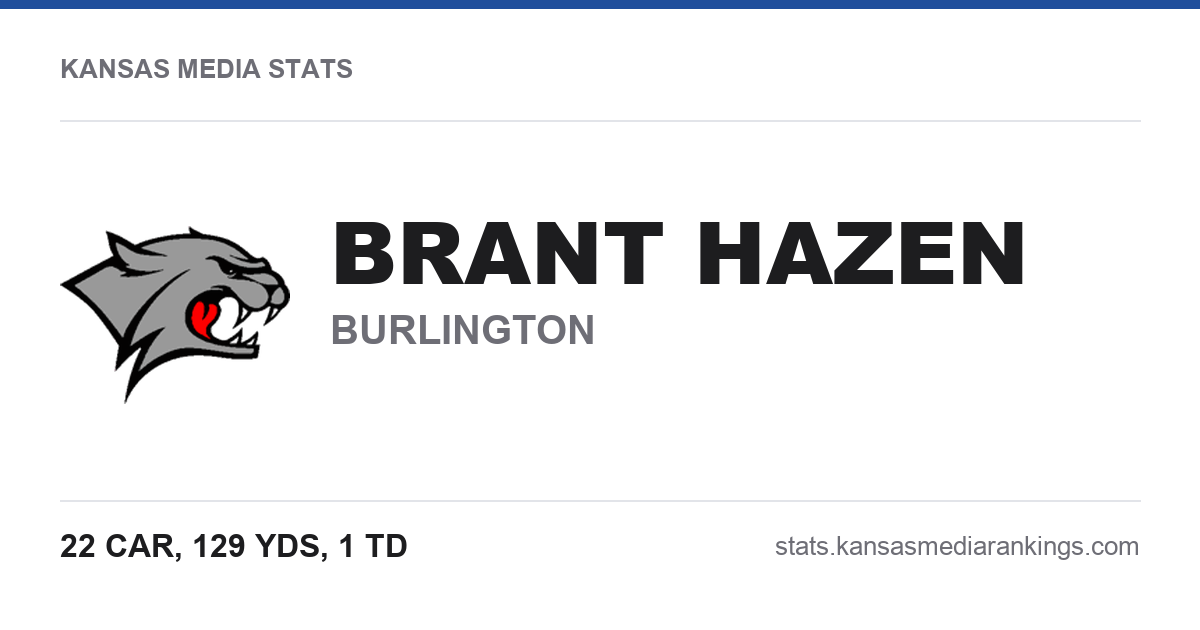 KANSAS MEDIA STATS
BRANT HAZEN
BURLINGTON
22 CAR, 129 YDS, 1 TD
stats.kansasmediarankings.com